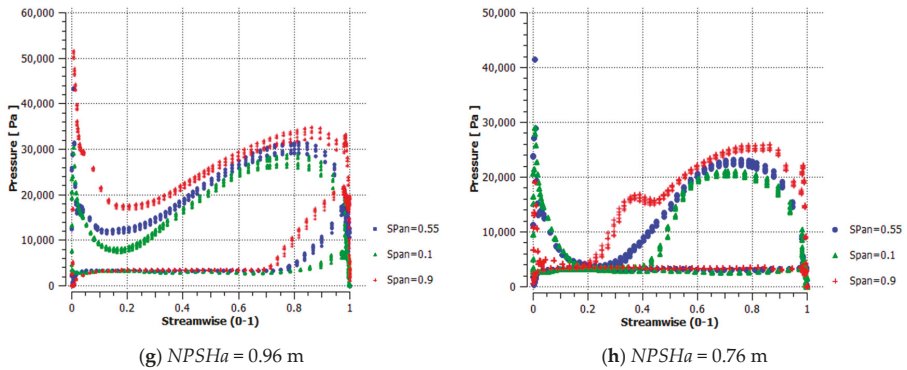 60,000
50,000
40,000
30,000
20,000
10,000
0
Pressure [ Pa ]
0 0.2 0.4 0.6 0.8 1
Streamwise (0-1)
SPan=0.55
Span=0.1
Span=0.9
(g) NPSHa = 0.96 m
50,000
40,000
30,000
20,000
10,000
0
Pressure [ Pa ]
0 0.2 0.4 0.6 0.8 1
Streamwise (0-1)
SPan=0.55
Span=0.1
Span=0.9
(h) NPSHa = 0.76 m